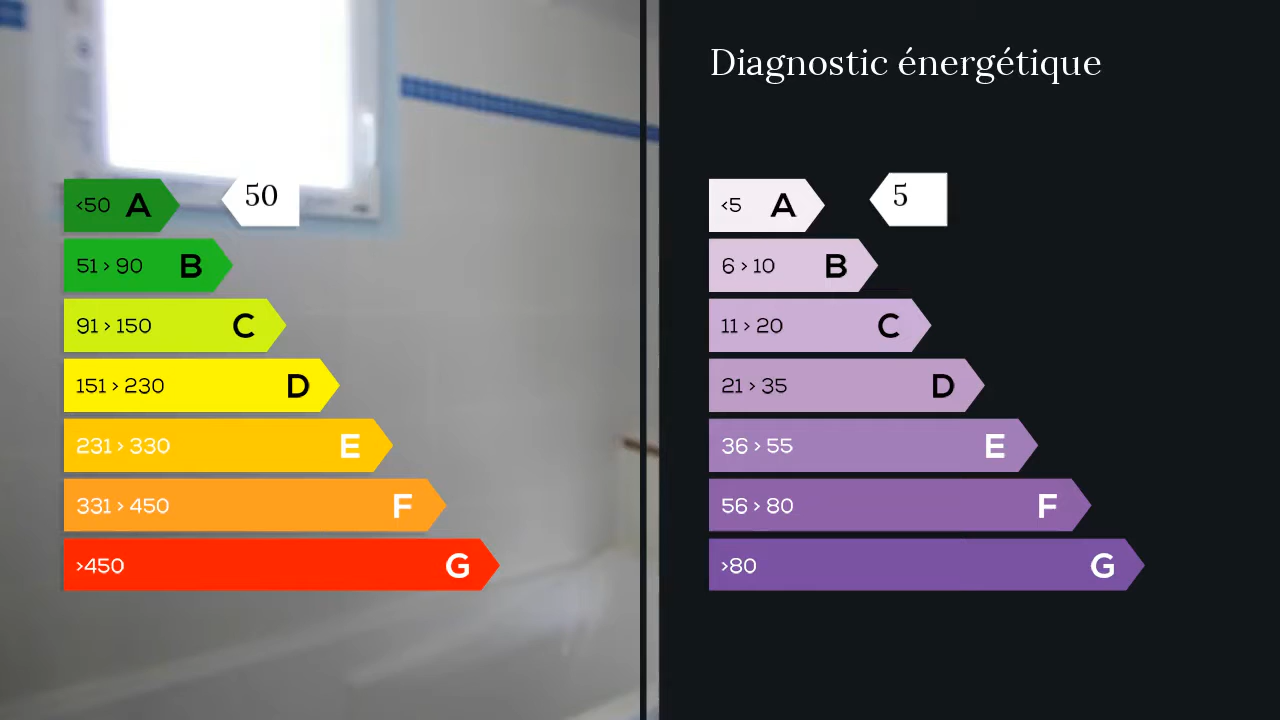 Diagnostic énergétique
<50 A 50
51 > 90 B
91 > 150 C
151 > 230 D
231 > 330 E
331 > 450 F
>450 G
<5 A 5
6 > 10 B
11 > 20 C
21 > 35 D
36 > 55 E
56 > 80 F
>80 G